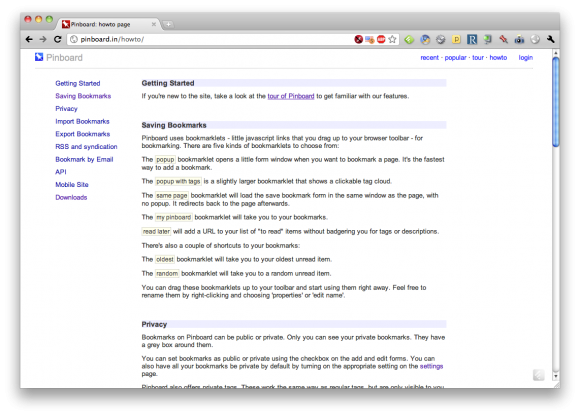 Pinboard: howto page
pinboard.in/howto/
Pinboard
recent · popular · tour · howto login
Getting Started
Saving Bookmarks
Privacy
Import Bookmarks
Export Bookmarks
RSS and syndication
Bookmark by Email
API
Mobile Site
Downloads
Getting Started
If you're new to the site, take a look at the tour of Pinboard to get familiar with our features.
Saving Bookmarks
Pinboard uses bookmarklets - little javascript links that you drag up to your browser toolbar - for
bookmarking. There are five kinds of bookmarklets to choose from:
The popup bookmarklet opens a little form window when you want to bookmark a page. It's the fastest
way to add a bookmark.
The popup with tags is a slightly larger bookmarklet that shows a clickable tag cloud.
The same page bookmarklet will load the save bookmark form in the same window as the page, with
no popup. It redirects back to the page afterwards.
The my pinboard bookmarklet will take you to your bookmarks.
read later will add a URL to your list of "to read" items without badgering you for tags or descriptions.
There's also a couple of shortcuts to your bookmarks:
The oldest bookmarklet will take you to your oldest unread item.
The random bookmarklet will take you to a random unread item.
You can drag these bookmarklets up to your toolbar and start using them right away. Feel free to
rename them by right-clicking and choosing 'properties' or 'edit name'.
Privacy
Bookmarks on Pinboard can be public or private. Only you can see your private bookmarks. They have
a grey box around them.
You can set bookmarks as public or private using the checkbox on the add and edit forms. You can
also have all your bookmarks be private by default by turning on the appropriate setting on the settings
page.
Pinboard also offers private tags. These work the same way as regular tags, but are only visible to you